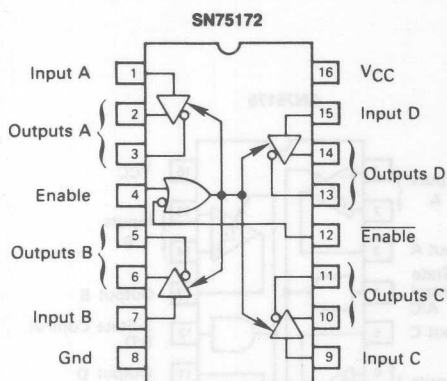 SN75172
Input A 1 16 VCC
2 15 Input D
Outputs A
3 14
Outputs D
Enable 4 13
5 12 Enable
Outputs B
6 11
Outputs C
Input B 7 10
Gnd 8 9 Input C